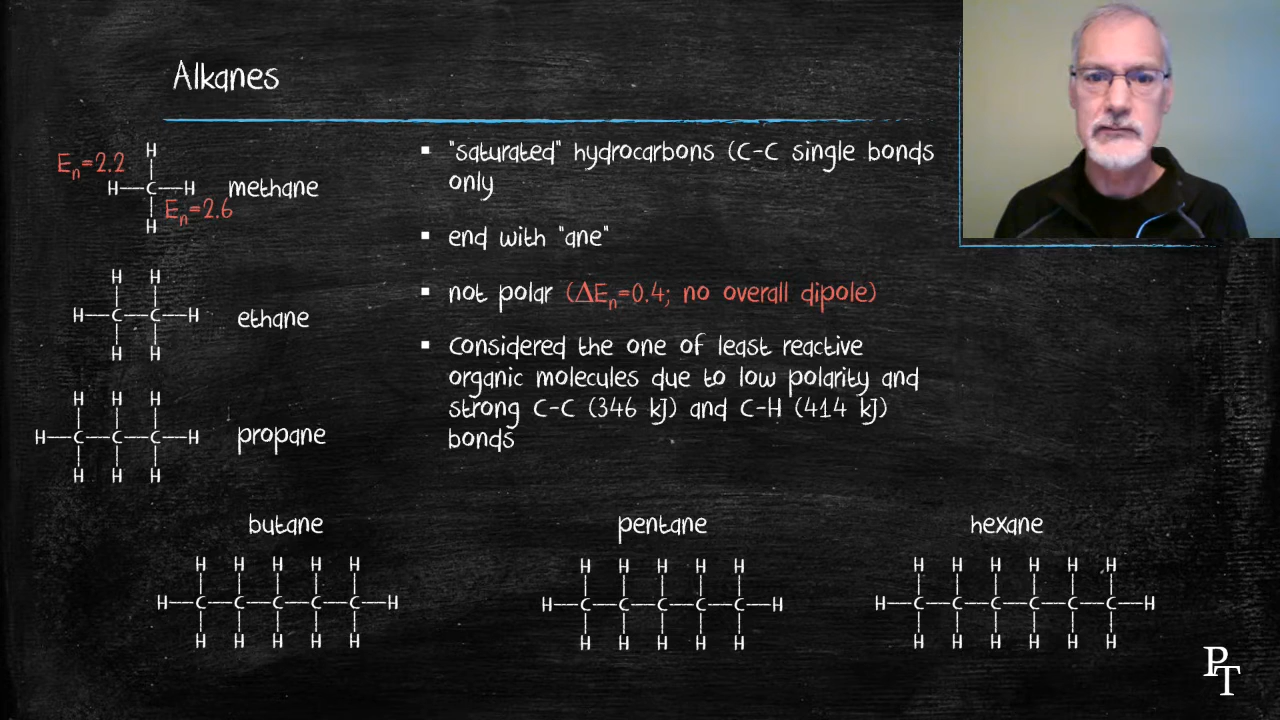 Alkanes
H
Eₙ=2.2
H—C—H methane
Eₙ=2.6
H
H H
H—C—C—H ethane
H H
H H H
H—C—C—C—H propane
H H H
▪ "saturated" hydrocarbons (C-C single bonds
only
▪ end with "ane"
▪ not polar (ΔEₙ=0.4; no overall dipole)
▪ Considered the one of least reactive
organic molecules due to low polarity and
strong C-C (346 kJ) and C-H (414 kJ)
bonds
butane
H H H H H
H—C—C—C—C—C—H
H H H H H
pentane
H H H H H
H—C—C—C—C—C—H
H H H H H
hexane
H H H H H H
H—C—C—C—C—C—C—H
H H H H H H
PT